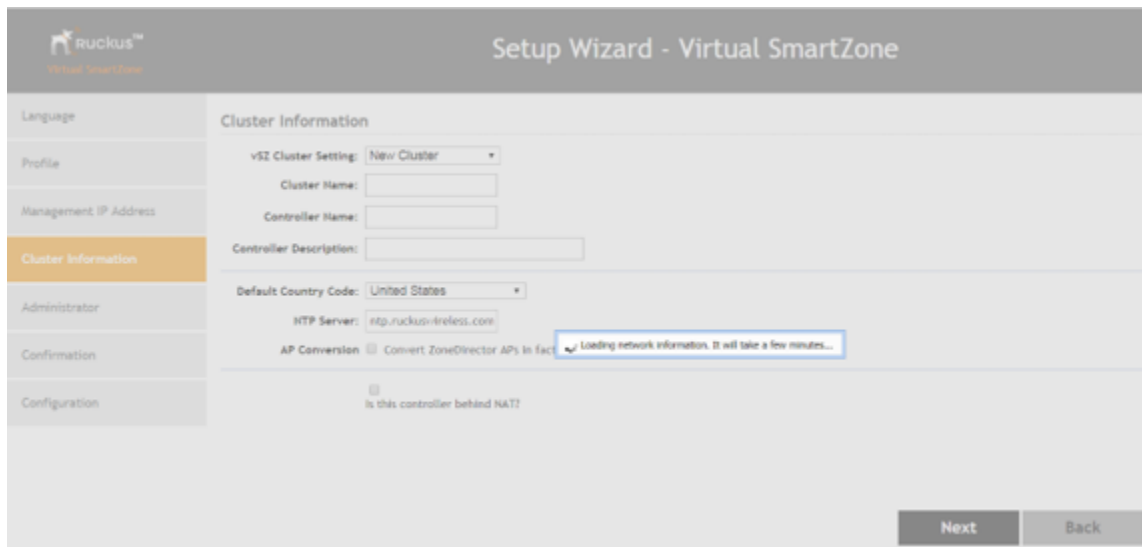 Ruckus™
Virtual SmartZone
Setup Wizard - Virtual SmartZone
Language
Profile
Management IP Address
Cluster Information
Administrator
Confirmation
Configuration
Cluster Information
vSZ Cluster Setting: New Cluster
Cluster Name:
Controller Name:
Controller Description:
Default Country Code: United States
NTP Server: ntp.ruckuswireless.com
AP Conversion Convert ZoneDirector APs in fact
Loading network information. It will take a few minutes...
Is this controller behind NAT?
Next Back